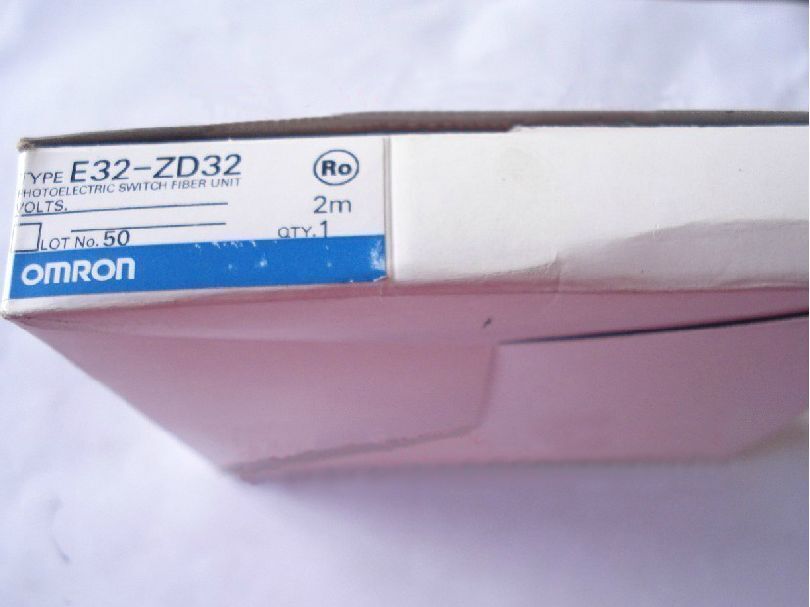 TYPE E32-ZD32 Ro
PHOTOELECTRIC SWITCH FIBER UNIT
VOLTS. 2m
LOT No. 50 QTY. 1
OMRON